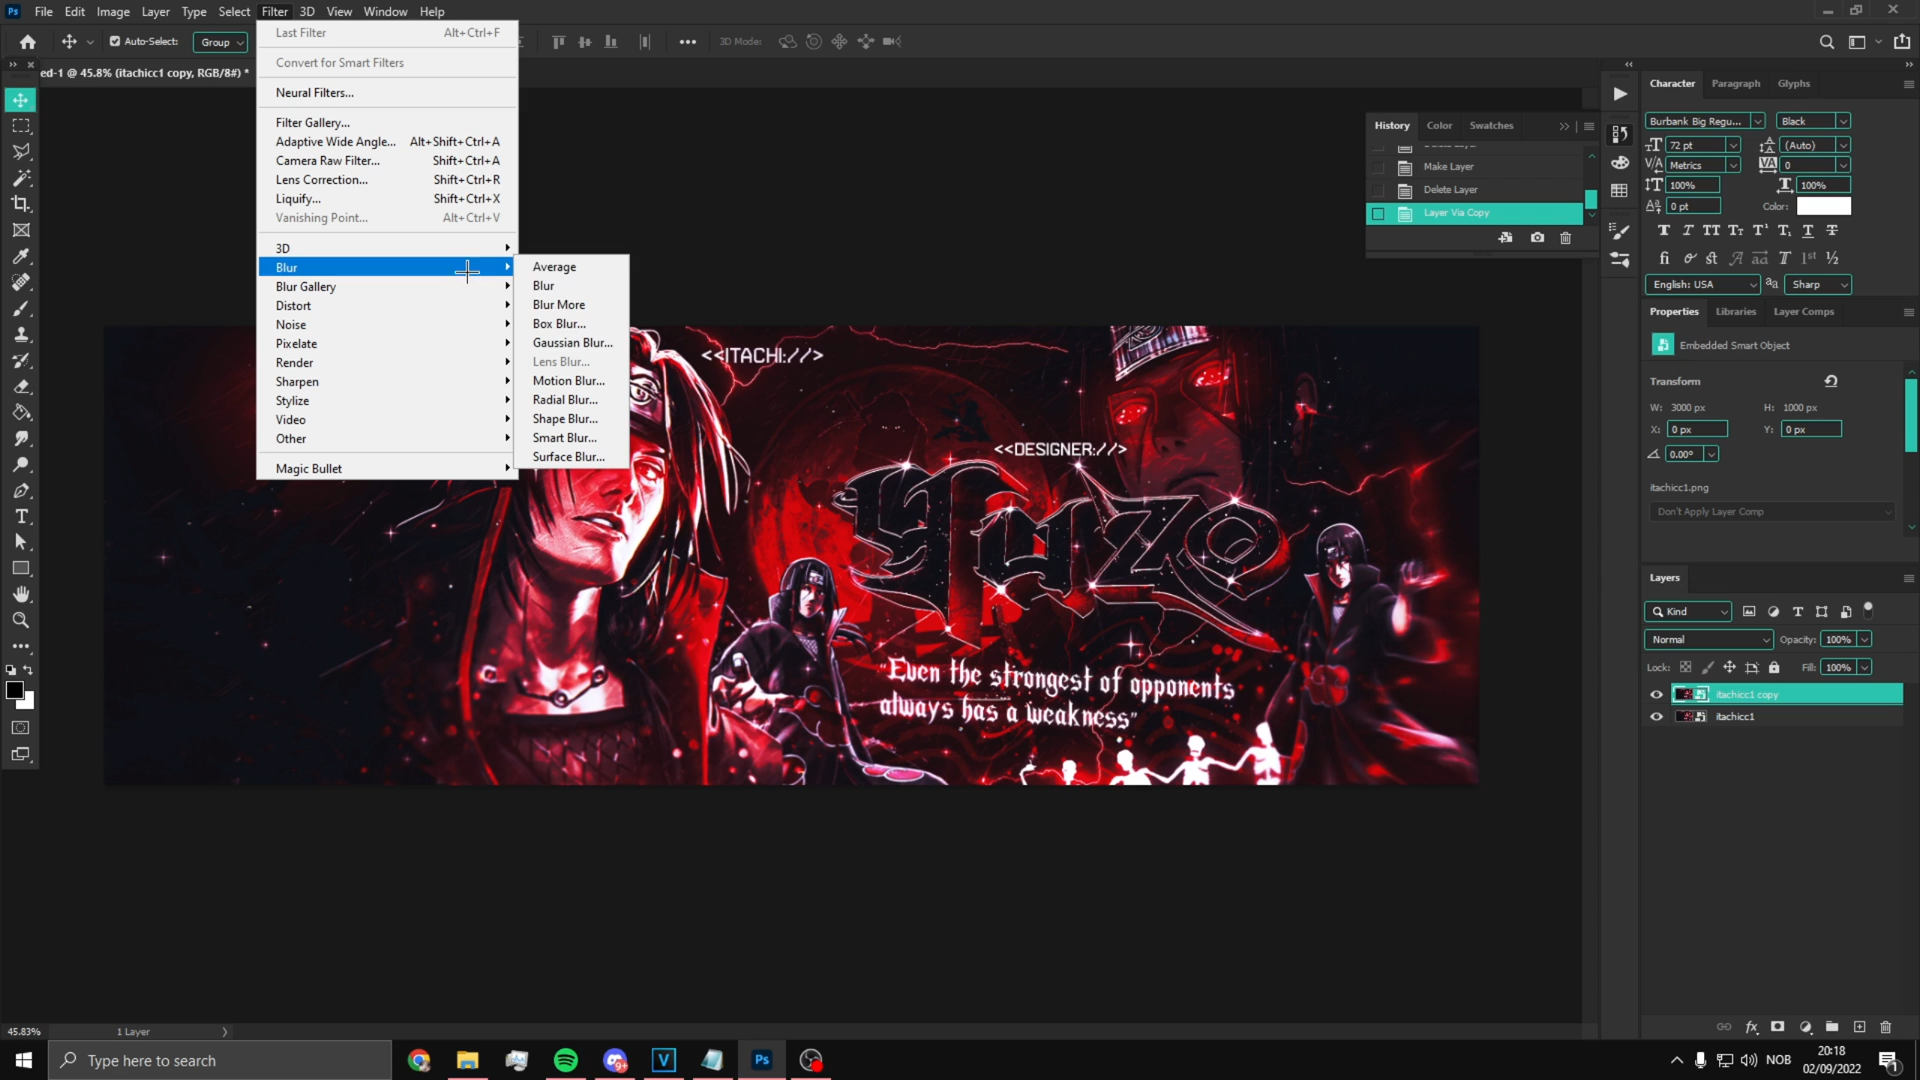 Ps File Edit Image Layer Type Select Filter 3D View Window Help
Auto-Select: Group 3D Mode:
ed-1 @ 45.8% (itachicc1 copy, RGB/8#) *
Last Filter Alt+Ctrl+F
Convert for Smart Filters
Neural Filters...
Filter Gallery...
Adaptive Wide Angle... Alt+Shift+Ctrl+A
Camera Raw Filter... Shift+Ctrl+A
Lens Correction... Shift+Ctrl+R
Liquify... Shift+Ctrl+X
Vanishing Point... Alt+Ctrl+V
3D
Blur
Blur Gallery
Distort
Noise
Pixelate
Render
Sharpen
Stylize
Video
Other
Magic Bullet
Average
Blur
Blur More
Box Blur...
Gaussian Blur...
Lens Blur...
Motion Blur...
Radial Blur...
Shape Blur...
Smart Blur...
Surface Blur...
<<ITACHI://>
<<DESIGNER://>
Yuzo
"Even the strongest of opponents
always has a weakness"
History Color Swatches
Make Layer
Delete Layer
Layer Via Copy
Character Paragraph Glyphs
Burbank Big Regu... Black
72 pt (Auto)
Metrics 0
100% 100%
0 pt Color:
English: USA aa Sharp
Properties Libraries Layer Comps
Embedded Smart Object
Transform
W: 3000 px H: 1000 px
X: 0 px Y: 0 px
0.00°
itachicc1.png
Don't Apply Layer Comp
Layers
Kind
Normal Opacity: 100%
Lock: Fill: 100%
itachicc1 copy
itachicc1
45.83% 1 Layer
Type here to search
NOB
20:18
02/09/2022